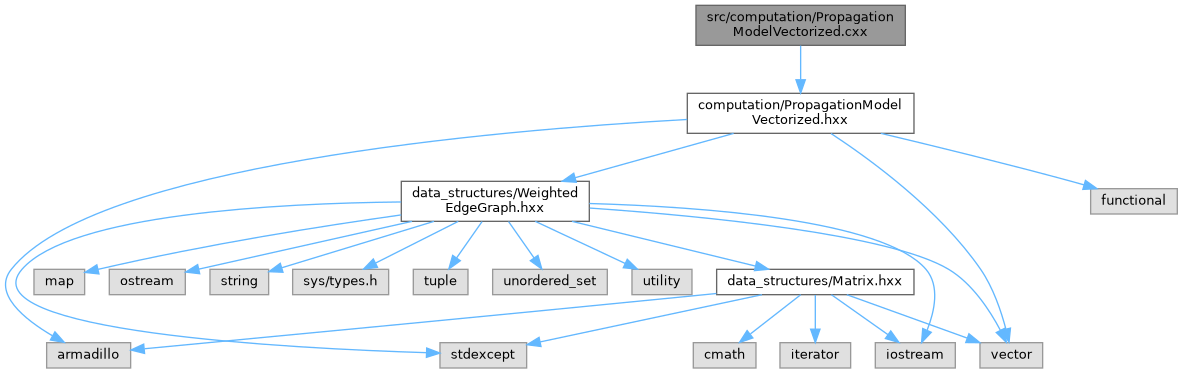 src/computation/Propagation
ModelVectorized.cxx
computation/PropagationModel
Vectorized.hxx
data_structures/Weighted
EdgeGraph.hxx
functional
map
ostream
string
sys/types.h
tuple
unordered_set
utility
data_structures/Matrix.hxx
armadillo
stdexcept
cmath
iterator
iostream
vector